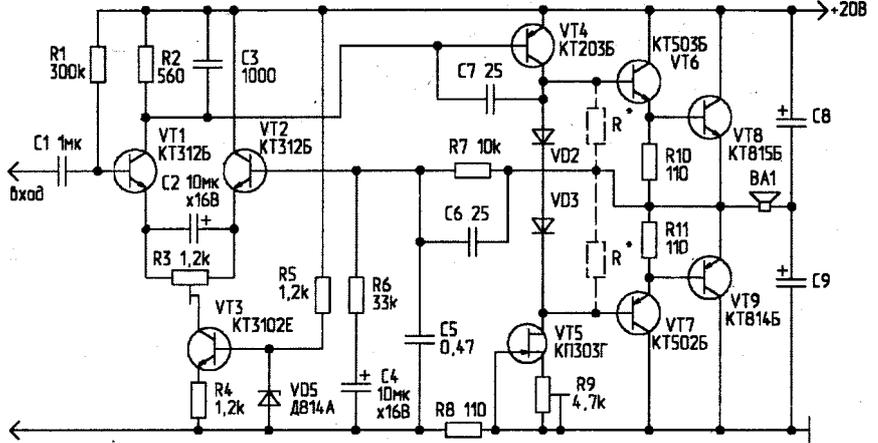 +20В
R1
300k
R2
560
C3
1000
VT4
КТ203Б
C7 25
КТ503Б
VT6
C1 1мк
Вход
VT1
КТ312Б
VT2
КТ312Б
C2 10мк
х16В
R3 1,2k
R7 10k
C6 25
VD2
VD3
R*
R*
R10
110
R11
110
VT8
КТ815Б
BA1
C8
C9
VT3
КТ3102Е
R5
1,2k
R6
33k
R4
1,2k
VD5
Д814А
C4
10мк
х16В
C5
0,47
R8 110
VT5
КП303Г
R9
4,7k
VT7
КТ502Б
VT9
КТ814Б